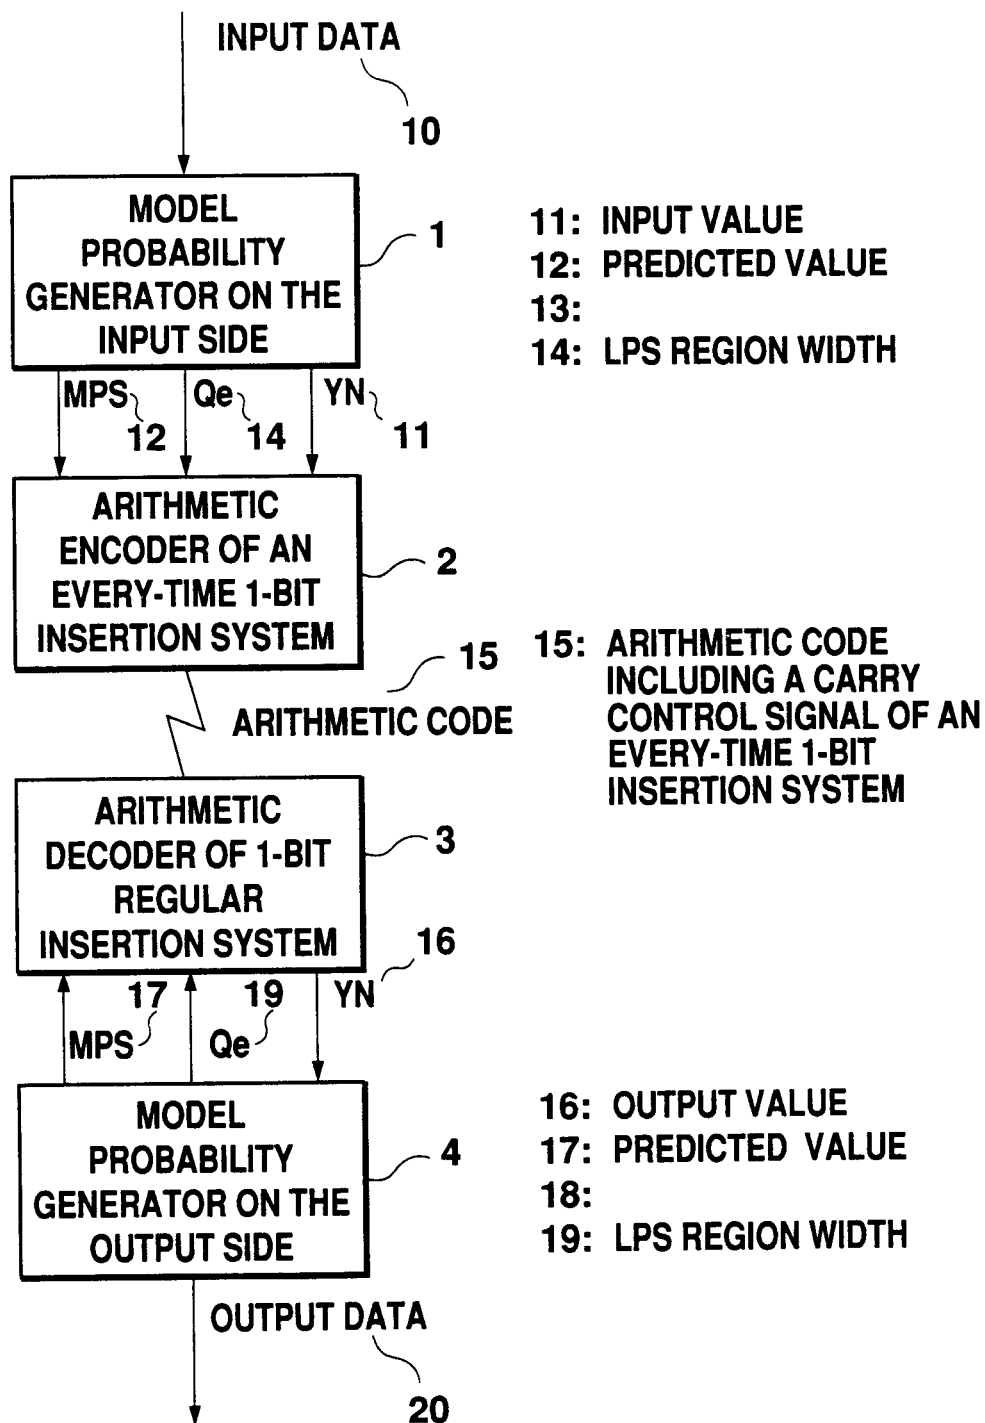 INPUT DATA
10
MODEL
PROBABILITY
GENERATOR ON THE
INPUT SIDE
1
11: INPUT VALUE
12: PREDICTED VALUE
13:
14: LPS REGION WIDTH
MPS
12
Qe
14
YN
11
ARITHMETIC
ENCODER OF AN
EVERY-TIME 1-BIT
INSERTION SYSTEM
2
15
ARITHMETIC CODE
15: ARITHMETIC CODE
INCLUDING A CARRY
CONTROL SIGNAL OF AN
EVERY-TIME 1-BIT
INSERTION SYSTEM
ARITHMETIC
DECODER OF 1-BIT
REGULAR
INSERTION SYSTEM
3
17
MPS
19
Qe
16
YN
MODEL
PROBABILITY
GENERATOR ON THE
OUTPUT SIDE
4
16: OUTPUT VALUE
17: PREDICTED VALUE
18:
19: LPS REGION WIDTH
OUTPUT DATA
20